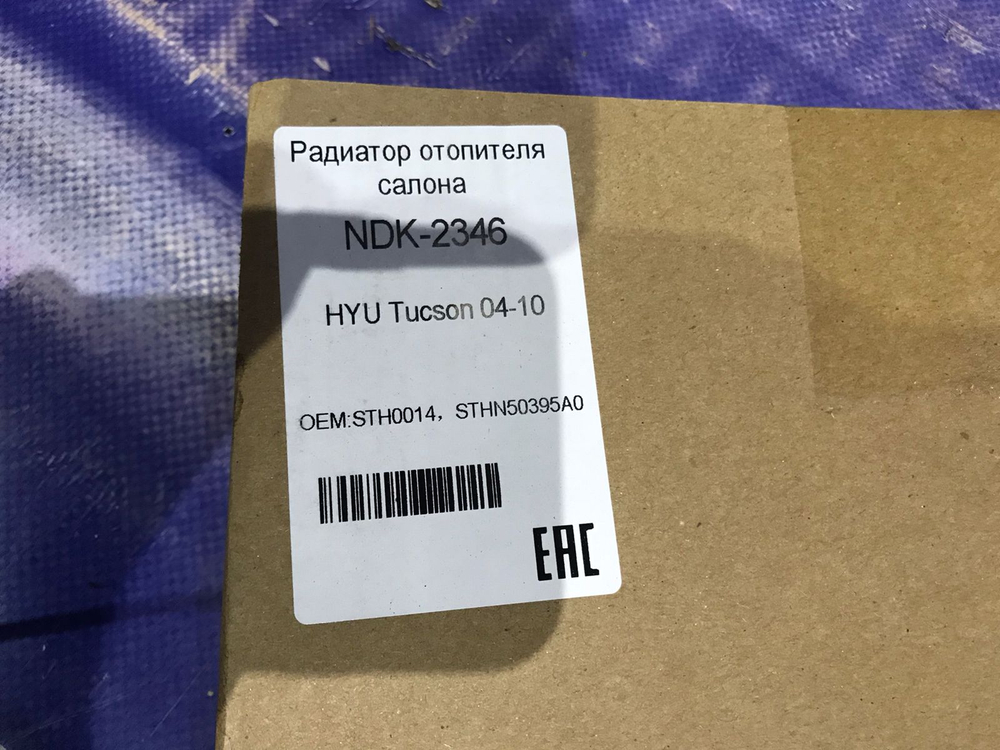 Радиатор отопителя
салона
NDK-2346
HYU Tucson 04-10
OEM:STH0014, STHN50395A0
EAC